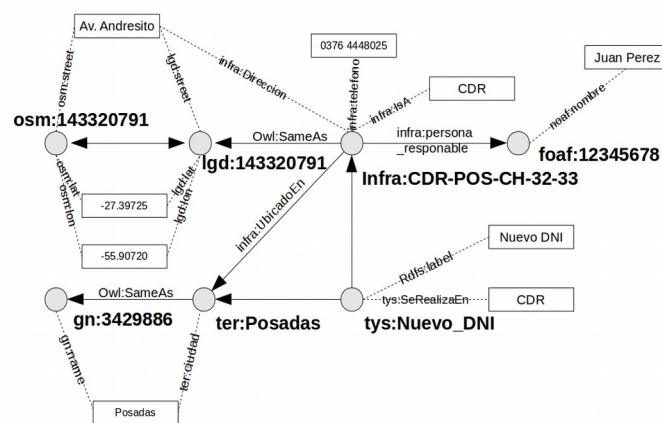 Av. Andresito
0376 4448025
Juan Perez
osm:street
lgd:street
infra:Direccion
infra:telefono
infra:IsA
CDR
noaf:nombre
osm:143320791
Owl:SameAs
infra:persona
_responable
foaf:12345678
lgd:143320791
Infra:CDR-POS-CH-32-33
osm:lat
osm:lon
lgd:lat
lgd:lon
-27.39725
-55.90720
infra:UbicadoEn
Nuevo DNI
Rdfs:label
Owl:SameAs
tys:SeRealizaEn
CDR
gn:3429886
ter:Posadas
tys:Nuevo_DNI
gn:name
ter:ciudad
Posadas